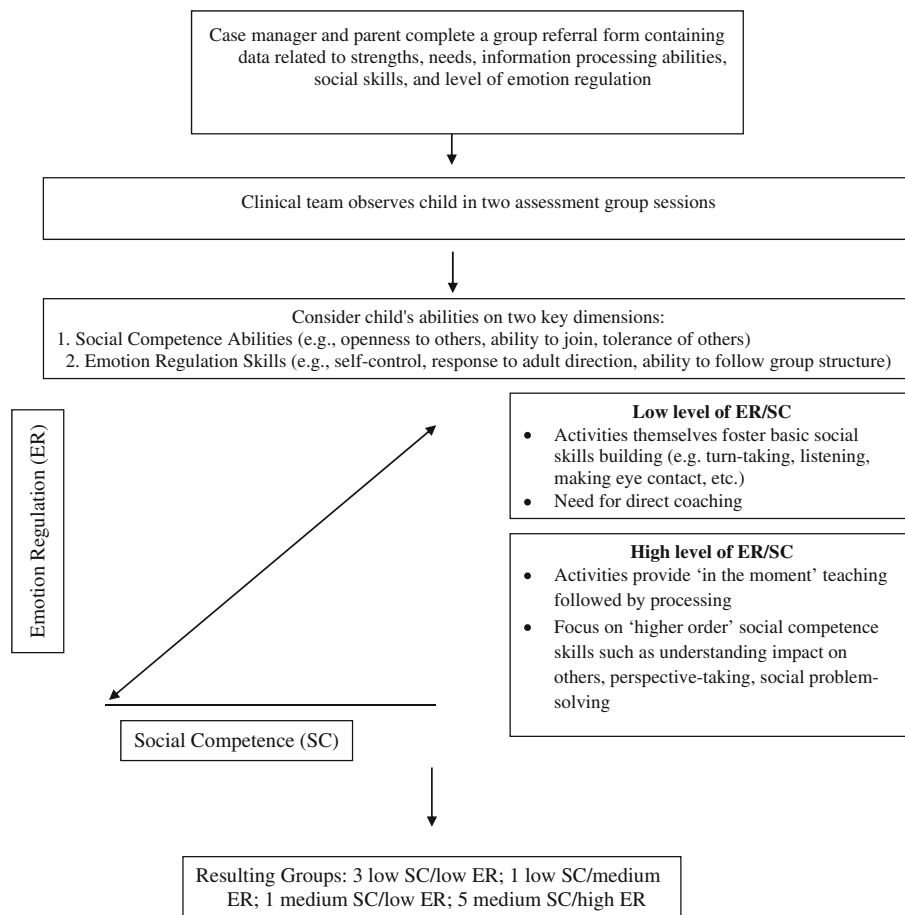 Case manager and parent complete a group referral form containing
data related to strengths, needs, information processing abilities,
social skills, and level of emotion regulation
Clinical team observes child in two assessment group sessions
Consider child's abilities on two key dimensions:
1. Social Competence Abilities (e.g., openness to others, ability to join, tolerance of others)
2. Emotion Regulation Skills (e.g., self-control, response to adult direction, ability to follow group structure)
Emotion Regulation (ER)
Social Competence (SC)
Low level of ER/SC
• Activities themselves foster basic social
skills building (e.g. turn-taking, listening,
making eye contact, etc.)
• Need for direct coaching
High level of ER/SC
• Activities provide ‘in the moment’ teaching
followed by processing
• Focus on ‘higher order’ social competence
skills such as understanding impact on
others, perspective-taking, social problem-
solving
Resulting Groups: 3 low SC/low ER; 1 low SC/medium
ER; 1 medium SC/low ER; 5 medium SC/high ER